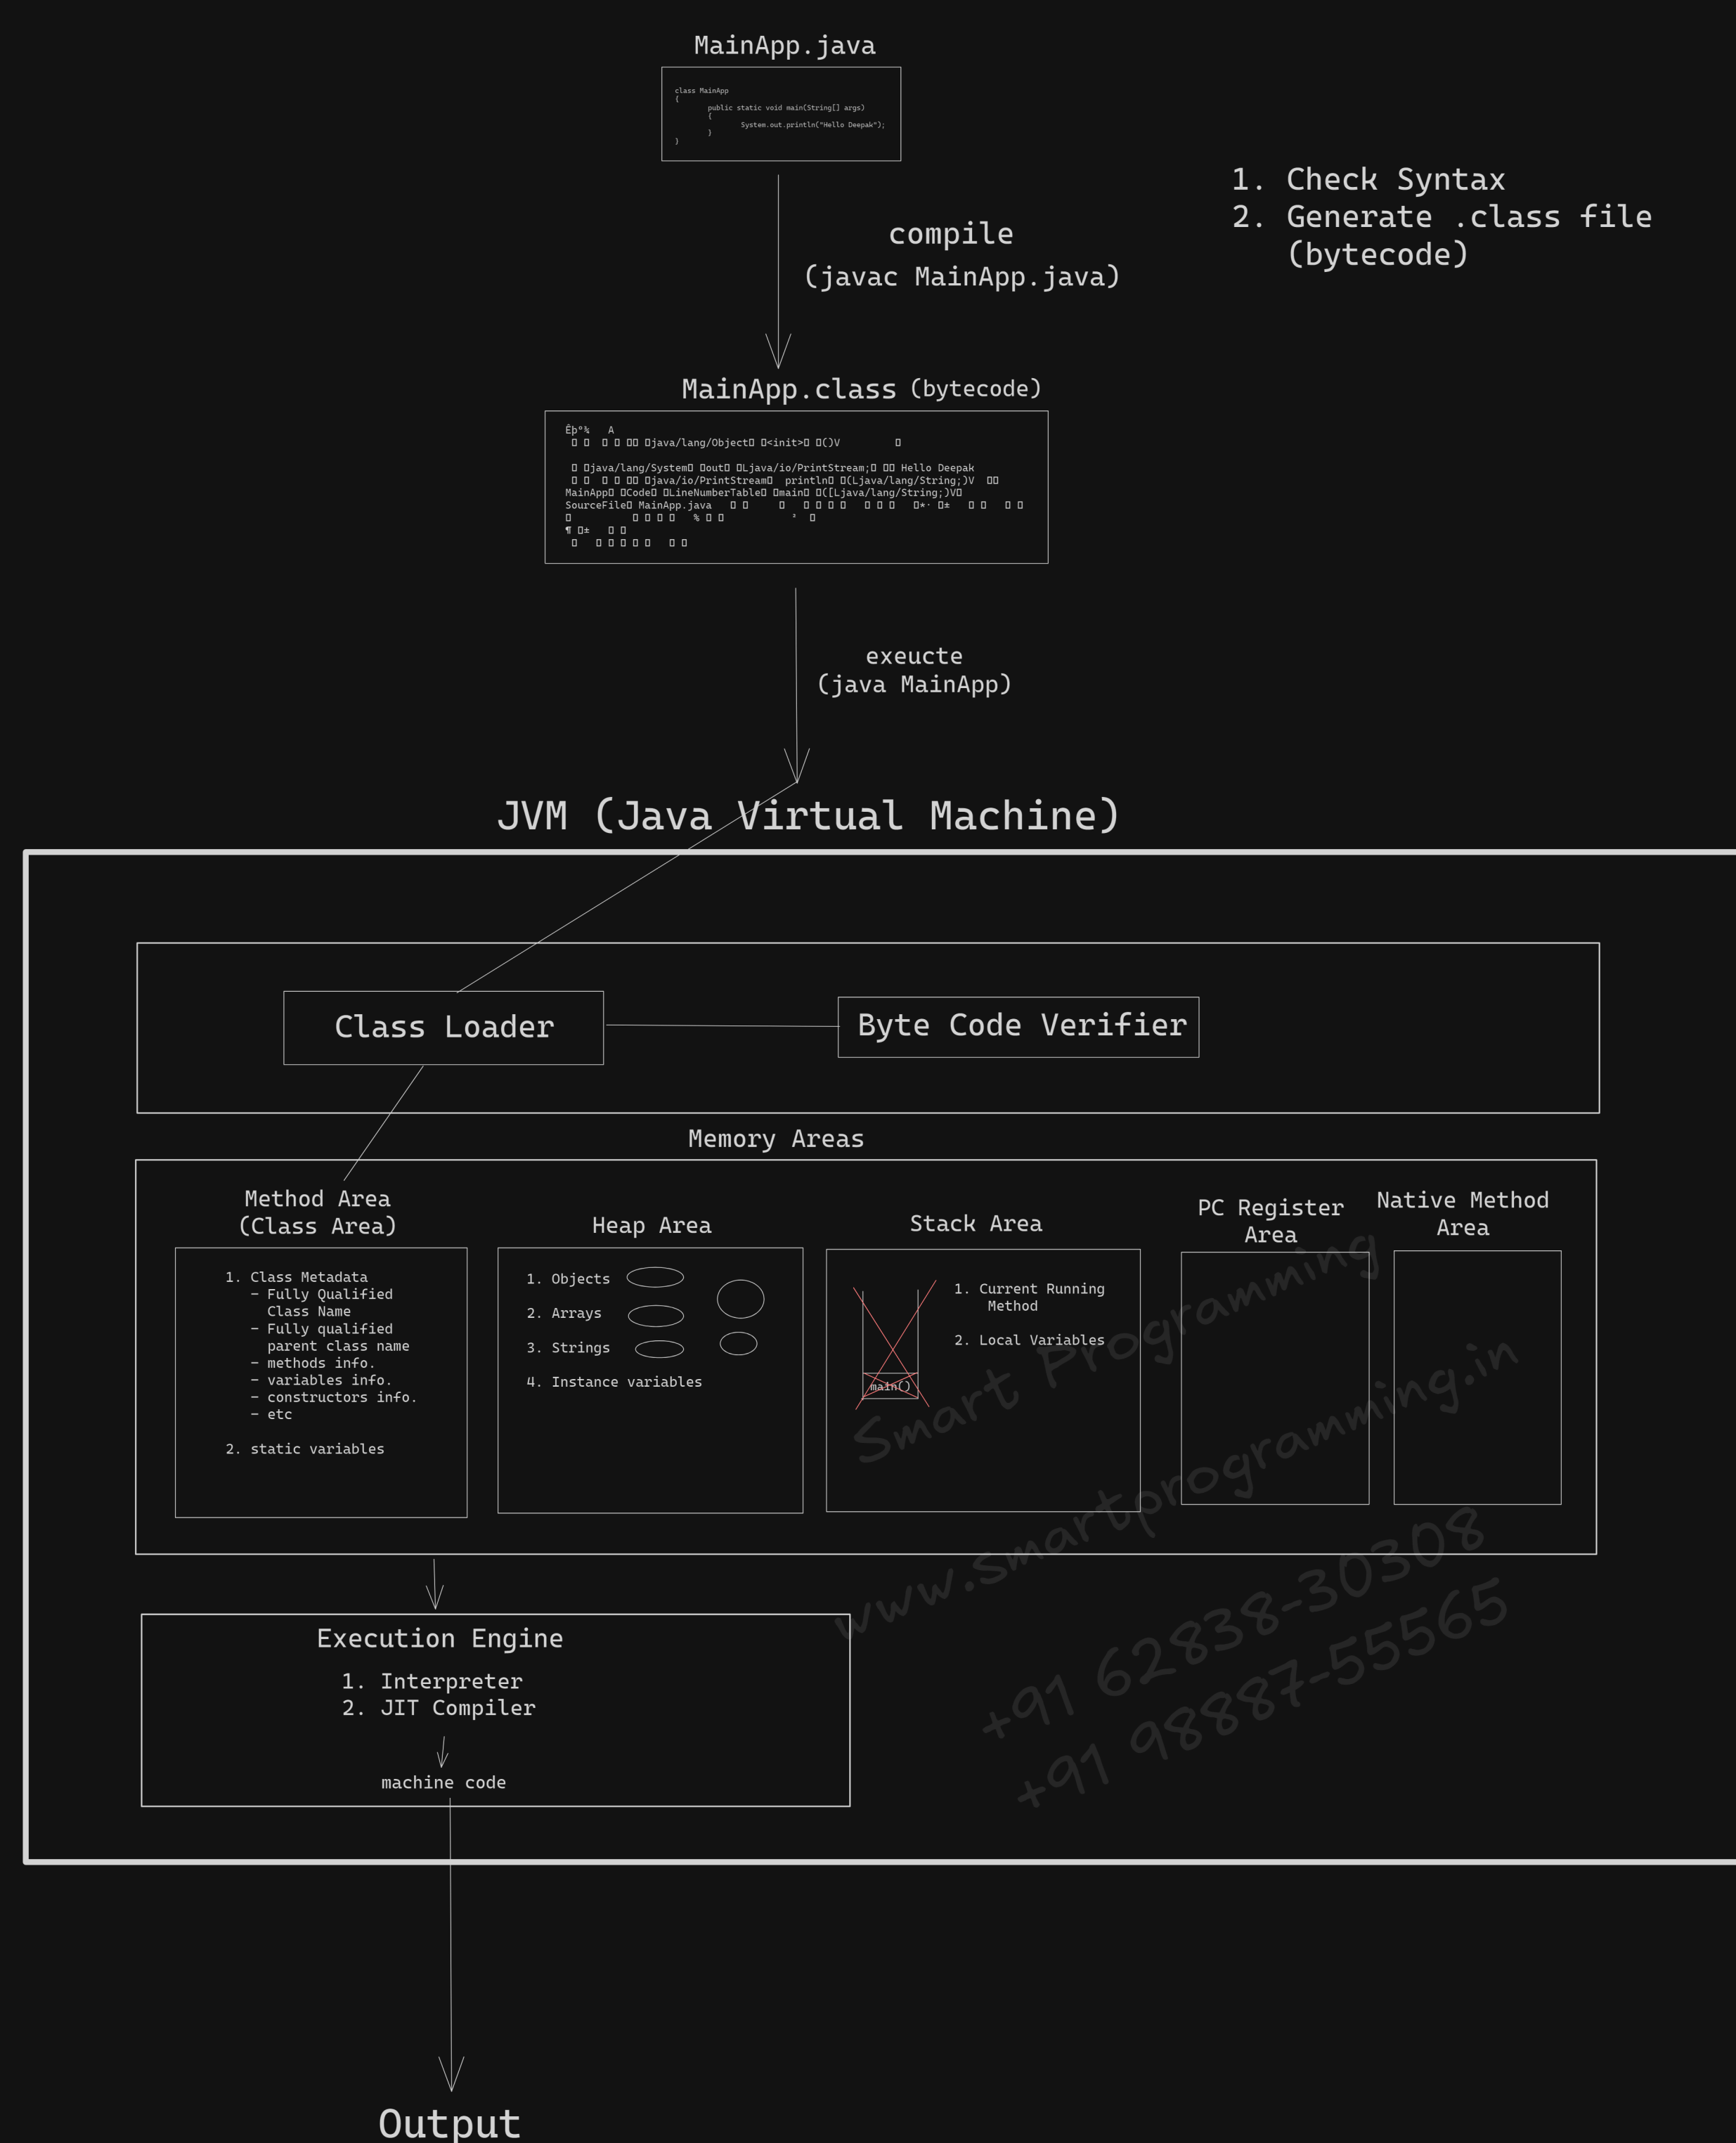 MainApp.java
class MainApp
{
public static void main(String[] args)
{
System.out.println("Hello Deepak");
}
}
1. Check Syntax
2. Generate .class file
(bytecode)
compile
(javac MainApp.java)
MainApp.class (bytecode)
Êþº¾ A
java/lang/Object <init> ()V
java/lang/System out Ljava/io/PrintStream; Hello Deepak
java/io/PrintStream println (Ljava/lang/String;)V
MainApp Code LineNumberTable main ([Ljava/lang/String;)V
SourceFile MainApp.java *· ±
% ²
¶ ±
exeucte
(java MainApp)
JVM (Java Virtual Machine)
Class Loader
Byte Code Verifier
Memory Areas
Method Area
(Class Area)
1. Class Metadata
- Fully Qualified
Class Name
- Fully qualified
parent class name
- methods info.
- variables info.
- constructors info.
- etc
2. static variables
Heap Area
1. Objects
2. Arrays
3. Strings
4. Instance variables
Stack Area
main()
1. Current Running
Method
2. Local Variables
PC Register
Area
Native Method
Area
Smart Programming
www.smartprogramming.in
+91 62838-30308
+91 98887-55565
Execution Engine
1. Interpreter
2. JIT Compiler
machine code
Output